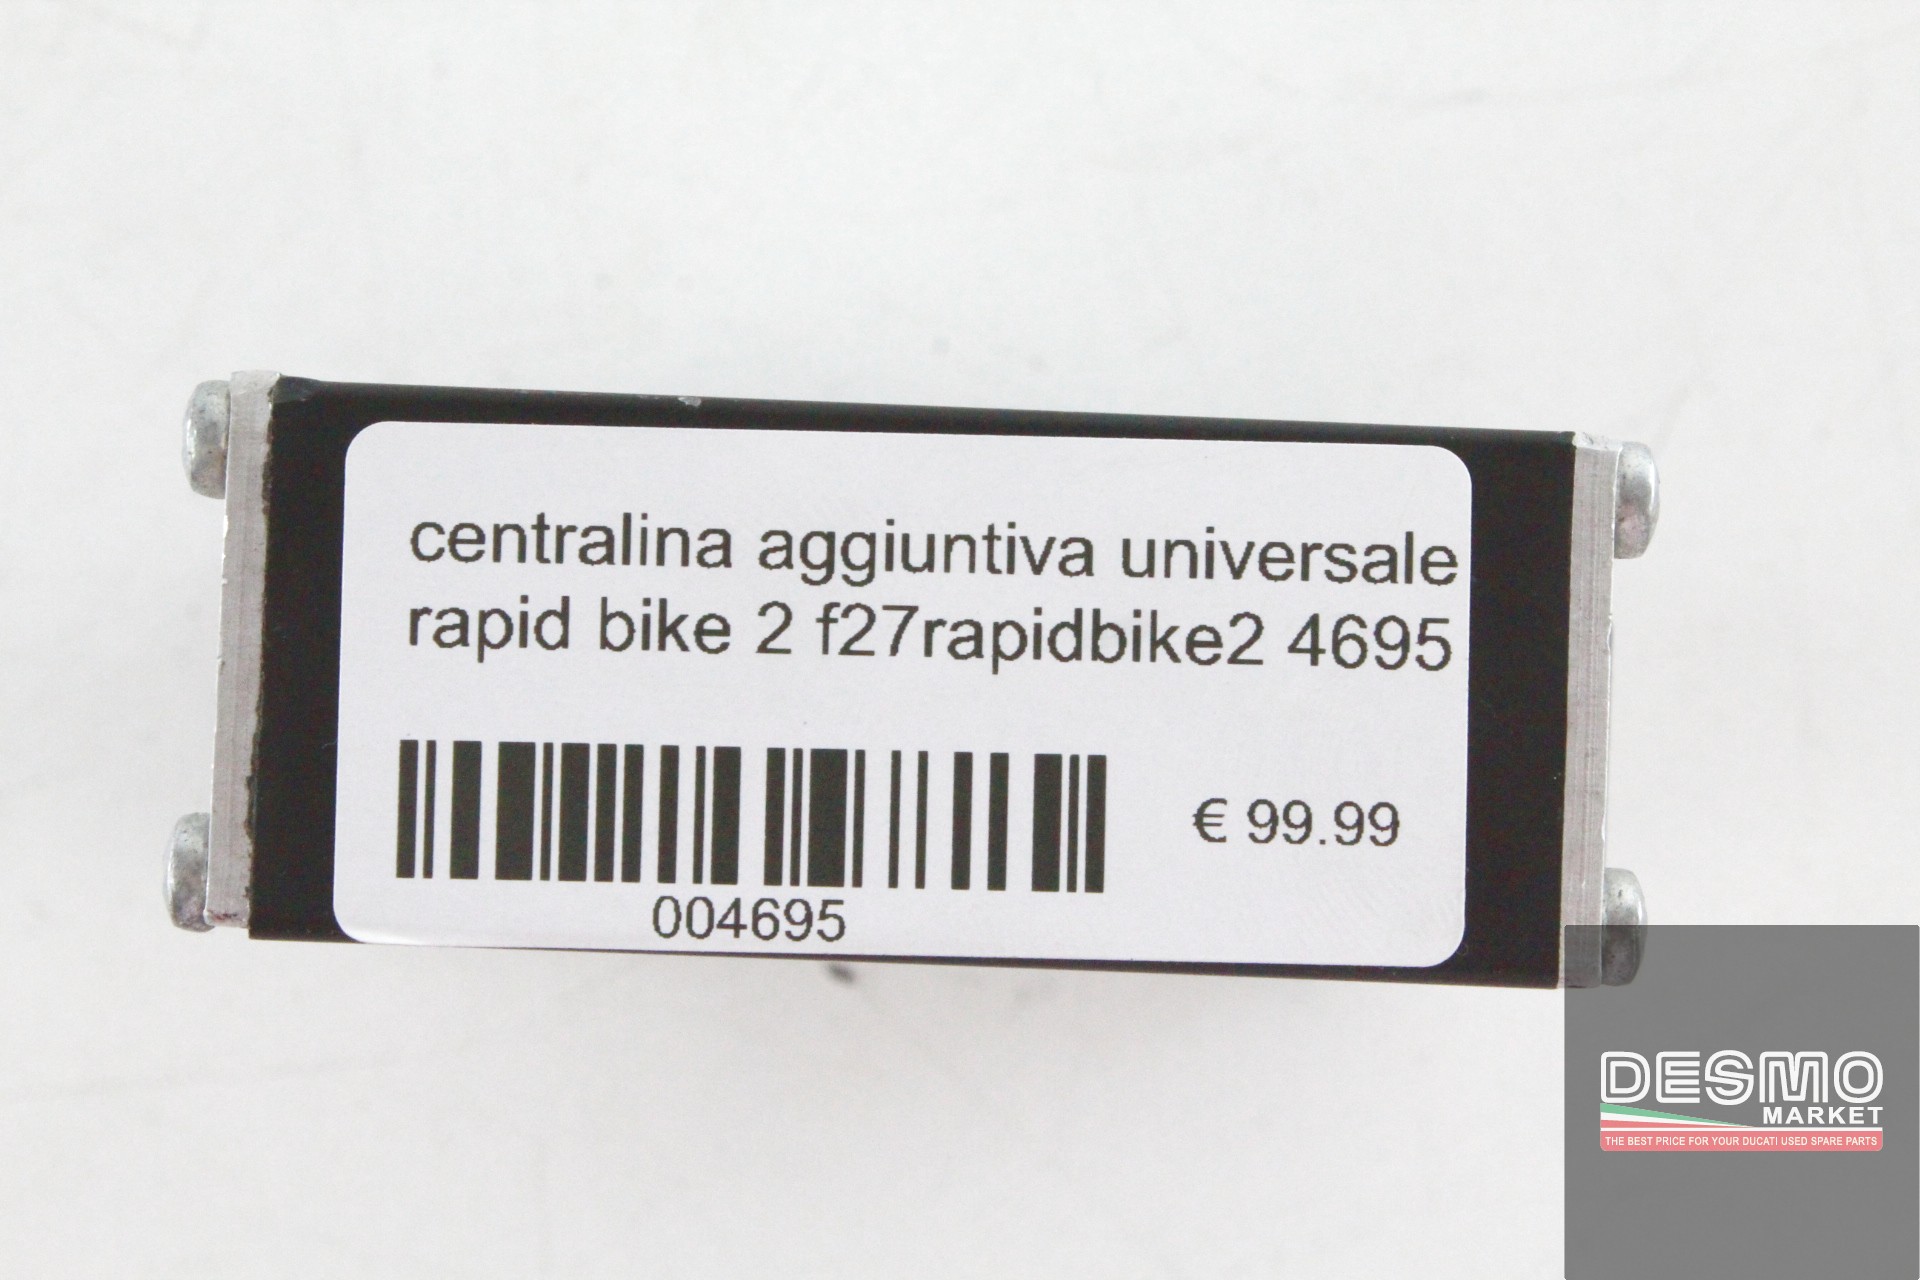 centralina aggiuntiva universale
rapid bike 2 f27rapidbike2 4695
€ 99.99
004695
DESMO
MARKET
THE BEST PRICE FOR YOUR DUCATI USED SPARE PARTS